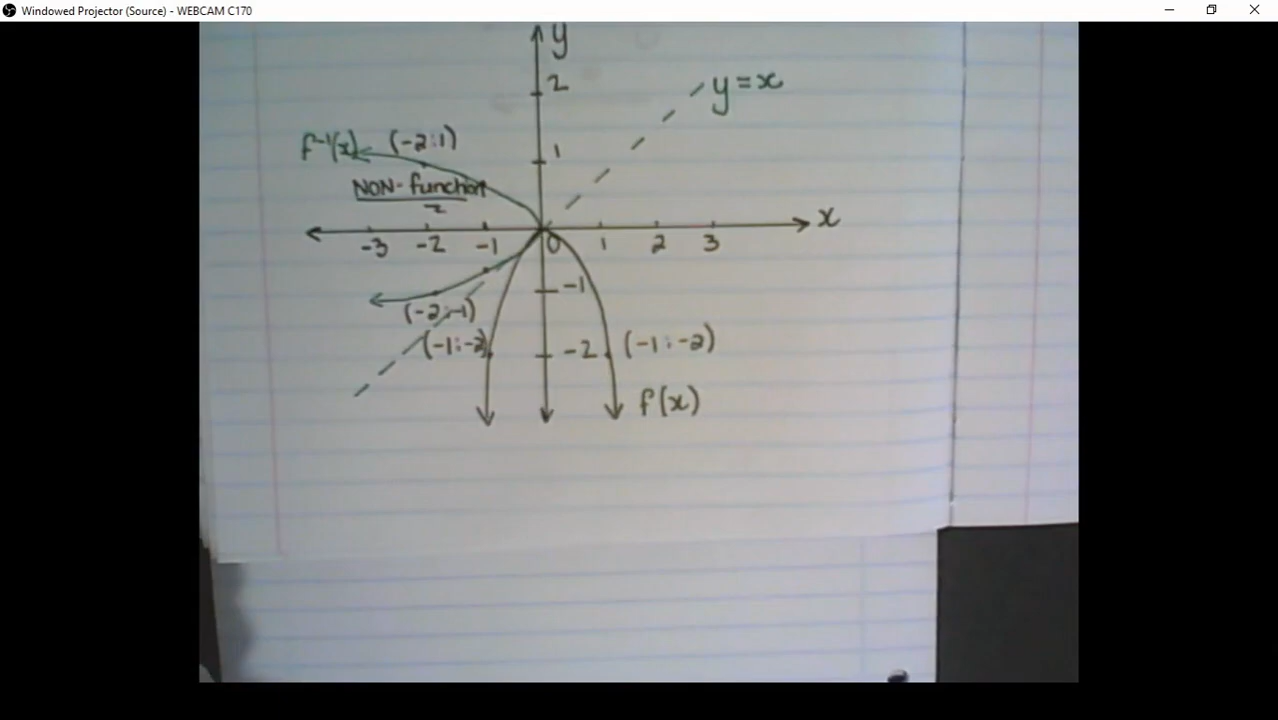 Windowed Projector (Source) - WEBCAM C170
y
2
y = x
f⁻¹(x) (-2;1)
1
NON-function
x
-3 -2 -1 0 1 2 3
-1
(-2;-1)
(-1;-2) -2 (-1;-2)
f(x)